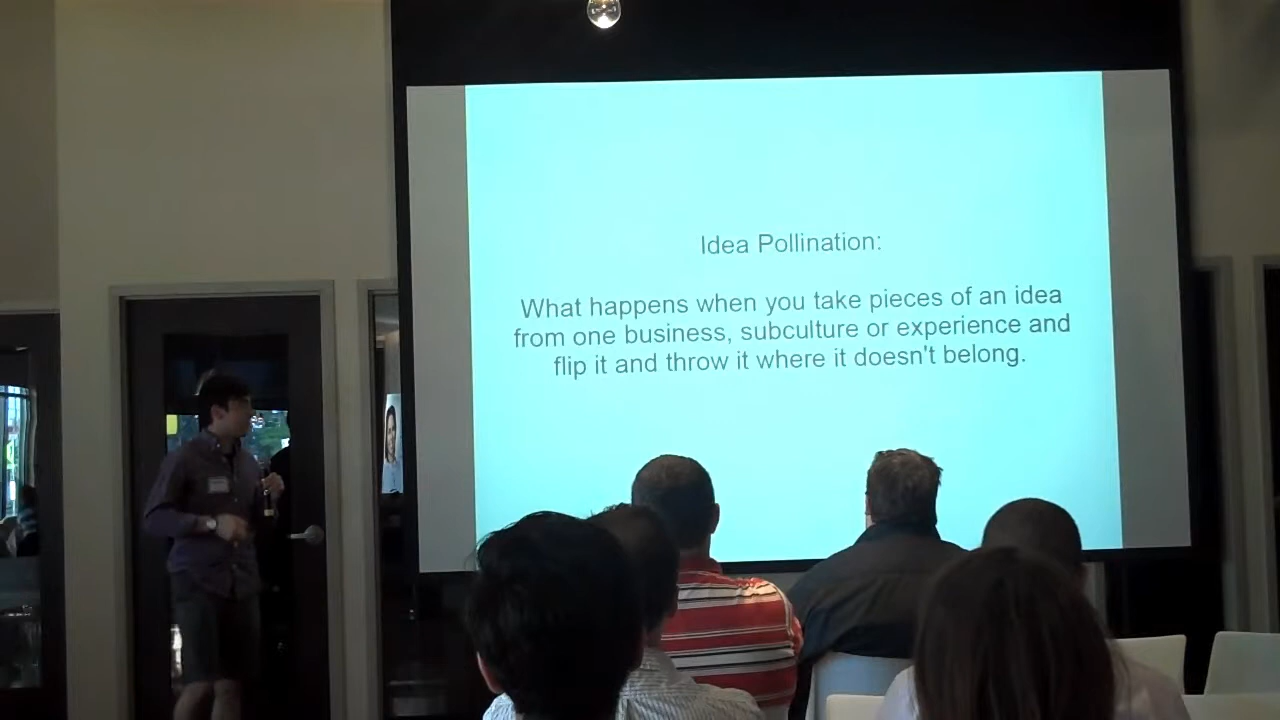 Idea Pollination:
What happens when you take pieces of an idea
from one business, subculture or experience and
flip it and throw it where it doesn't belong.